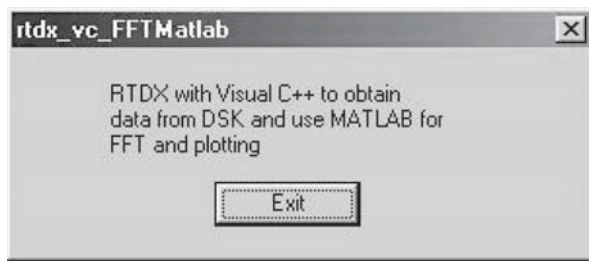 rtdx_vc_FFTMatlab
RTDX with Visual C++ to obtain
data from DSK and use MATLAB for
FFT and plotting
Exit